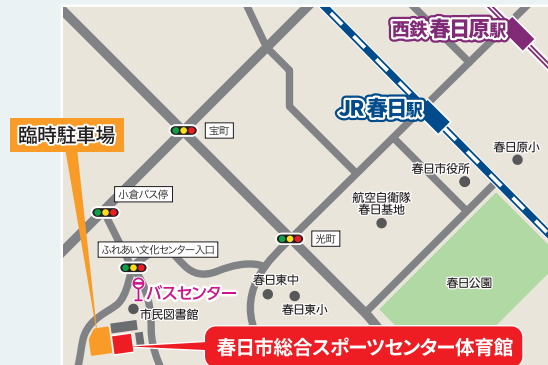 西鉄 春日原駅
JR 春日駅
臨時駐車場
宝町
春日原小
春日市役所
小倉バス停
航空自衛隊
春日基地
光町
ふれあい文化センター入口
春日公園
春日東中
バスセンター
春日東小
市民図書館
春日市総合スポーツセンター体育館